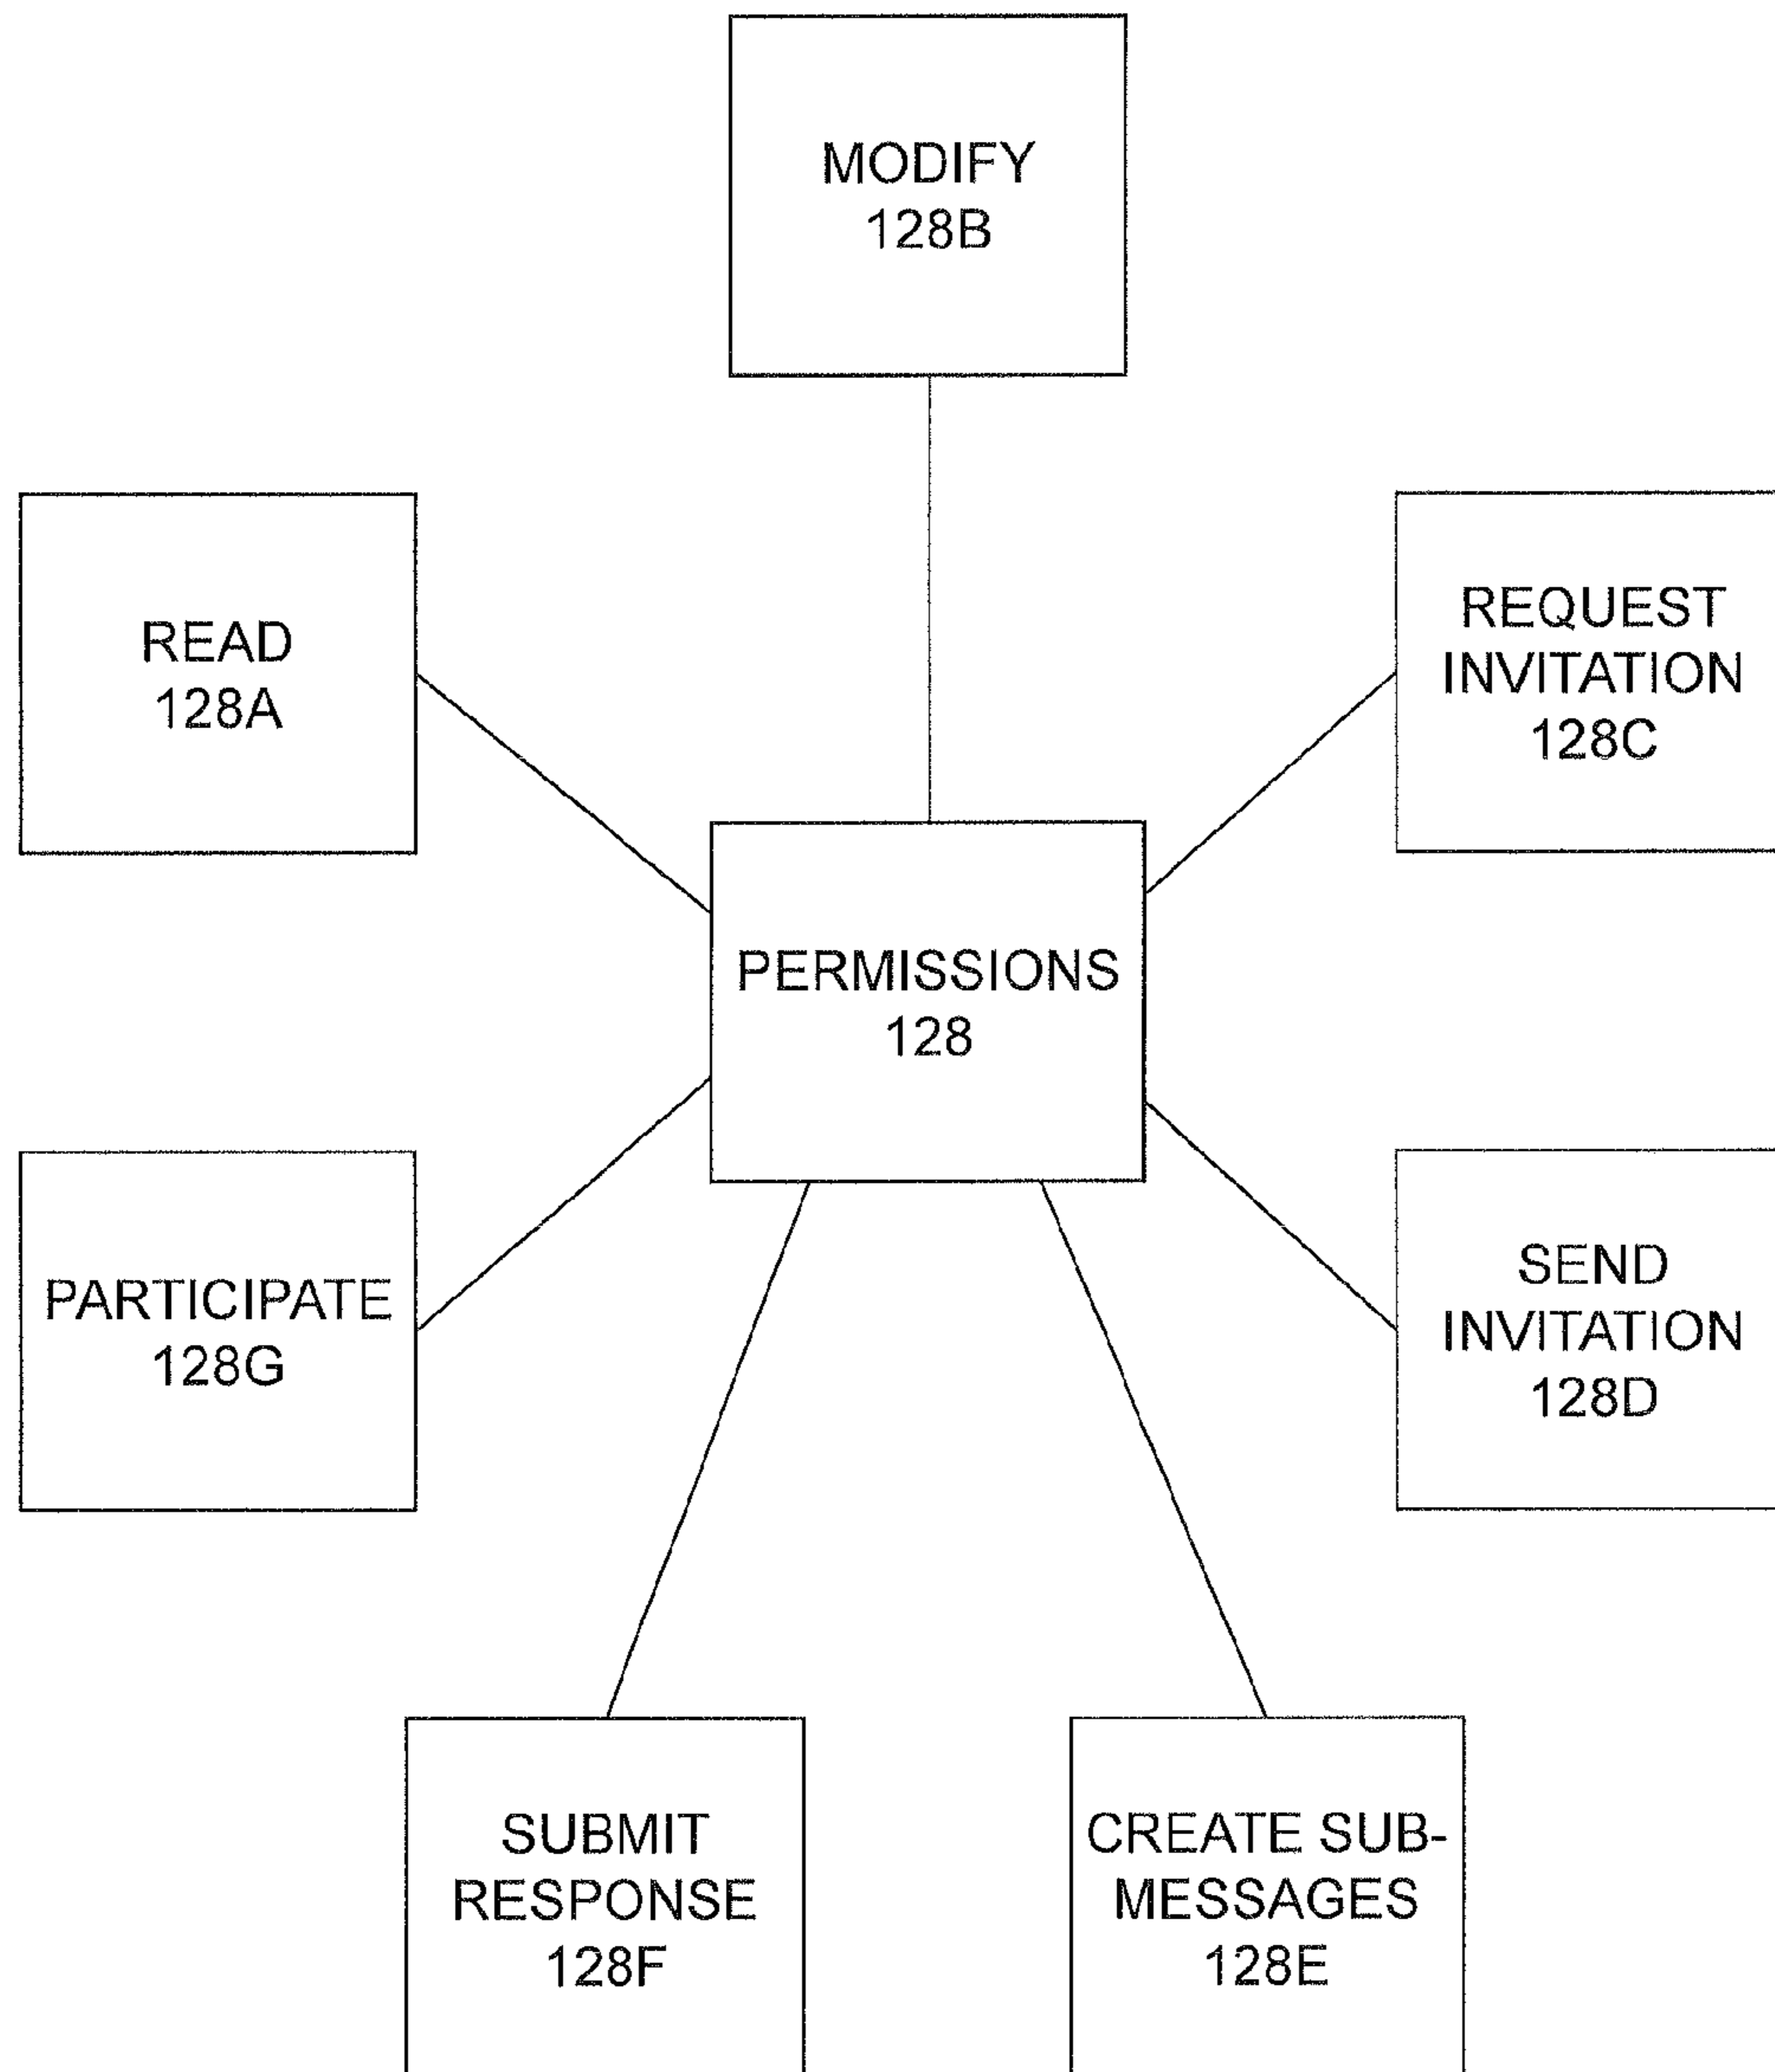 MODIFY
128B
READ
128A
REQUEST
INVITATION
128C
PERMISSIONS
128
PARTICIPATE
128G
SEND
INVITATION
128D
SUBMIT
RESPONSE
128F
CREATE SUB-
MESSAGES
128E